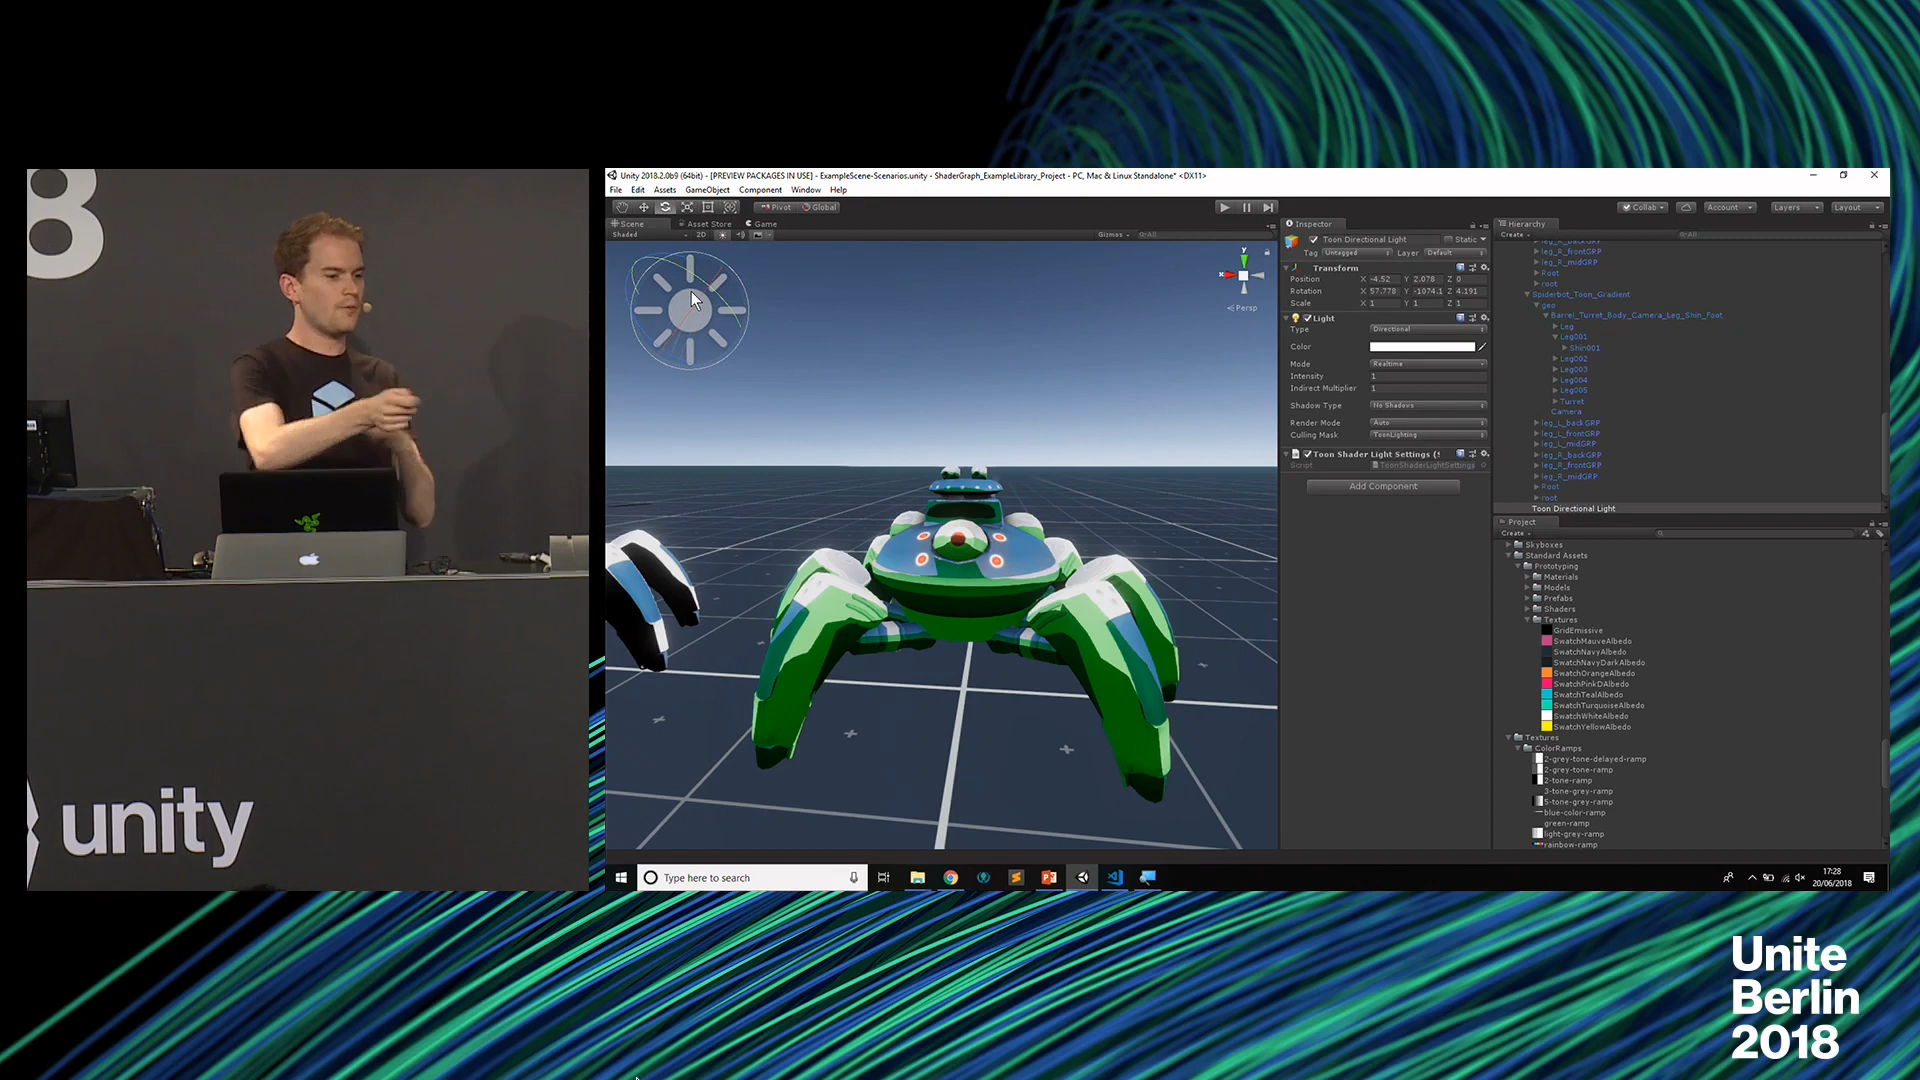 8
unity
Unity 2018.2.0b9 (64bit) - [PREVIEW PACKAGES IN USE] - ExampleScene-Scenarios.unity - ShaderGraph_ExampleLibrary_Project - PC, Mac & Linux Standalone* <DX11>
File Edit Assets GameObject Component Window Help
Pivot Global Collab Account Layers Layout
Scene Asset Store Game
Shaded 2D Gizmos All
y
x
Persp
Inspector
Toon Directional Light Static
Tag Untagged Layer Default
Transform
Position X -4.52 Y 2.078 Z 0
Rotation X 57.778 Y -1074.1 Z 4.191
Scale X 1 Y 1 Z 1
Light
Type Directional
Color
Mode Realtime
Intensity 1
Indirect Multiplier 1
Shadow Type No Shadows
Render Mode Auto
Culling Mask ToonLighting
Toon Shader Light Settings (S
Script ToonShaderLightSettings
Add Component
Hierarchy
Create All
leg_R_backGRP
leg_R_frontGRP
leg_R_midGRP
Root
root
Spiderbot_Toon_Gradient
geo
Barrel_Turret_Body_Camera_Leg_Shin_Foot
Leg
Leg001
Shin001
Leg002
Leg003
Leg004
Leg005
Turret
Camera
leg_L_backGRP
leg_L_frontGRP
leg_L_midGRP
leg_R_backGRP
leg_R_frontGRP
leg_R_midGRP
Root
root
Toon Directional Light
Project
Create
Skyboxes
Standard Assets
Prototyping
Materials
Models
Prefabs
Shaders
Textures
GridEmissive
SwatchMauveAlbedo
SwatchNavyAlbedo
SwatchNavyDarkAlbedo
SwatchOrangeAlbedo
SwatchPinkDAlbedo
SwatchTealAlbedo
SwatchTurquoiseAlbedo
SwatchWhiteAlbedo
SwatchYellowAlbedo
Textures
ColorRamps
2-grey-tone-delayed-ramp
2-grey-tone-ramp
2-tone-ramp
3-tone-grey-ramp
5-tone-grey-ramp
blue-color-ramp
green-ramp
light-grey-ramp
rainbow-ramp
Type here to search
17:28
20/06/2018
Unite
Berlin
2018